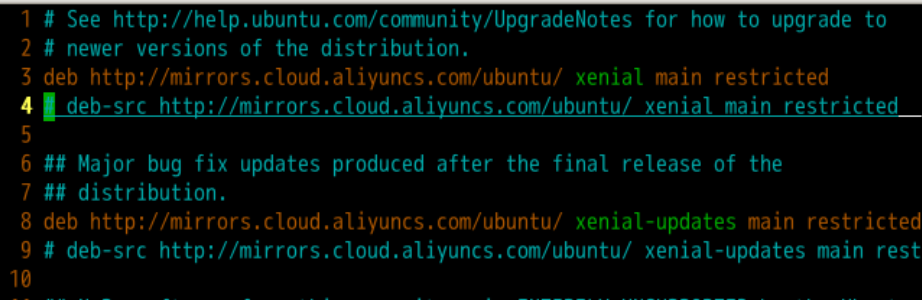 1 # See http://help.ubuntu.com/community/UpgradeNotes for how to upgrade to
2 # newer versions of the distribution.
3 deb http://mirrors.cloud.aliyuncs.com/ubuntu/ xenial main restricted
4 # deb-src http://mirrors.cloud.aliyuncs.com/ubuntu/ xenial main restricted
5
6 ## Major bug fix updates produced after the final release of the
7 ## distribution.
8 deb http://mirrors.cloud.aliyuncs.com/ubuntu/ xenial-updates main restricted
9 # deb-src http://mirrors.cloud.aliyuncs.com/ubuntu/ xenial-updates main rest
10